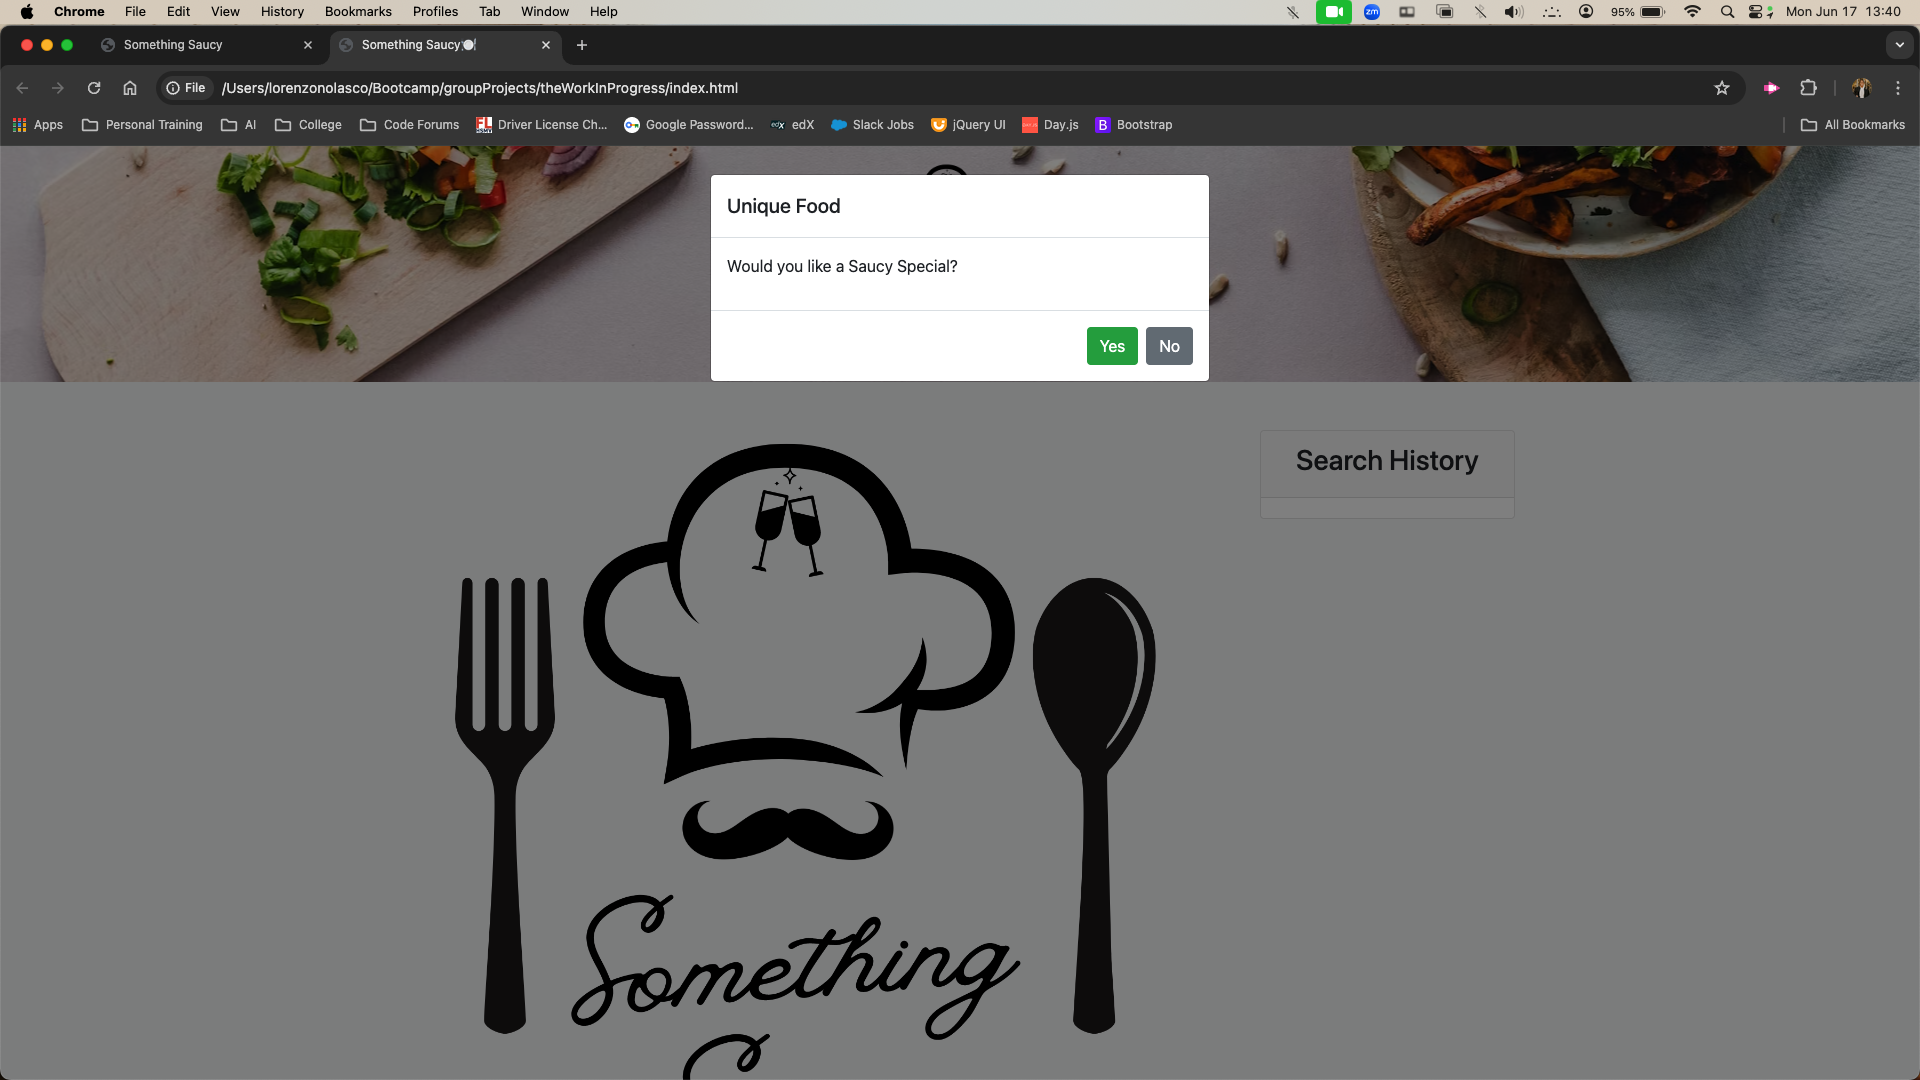 Chrome File Edit View History Bookmarks Profiles Tab Window Help zm 95% Mon Jun 17 13:40
Something Saucy Something Saucy
File /Users/lorenzonolasco/Bootcamp/groupProjects/theWorkInProgress/index.html
Apps Personal Training AI College Code Forums Driver License Ch... Google Password... edX edX Slack Jobs jQuery UI Day.js B Bootstrap All Bookmarks
Unique Food
Would you like a Saucy Special?
Yes No
Search History
Something